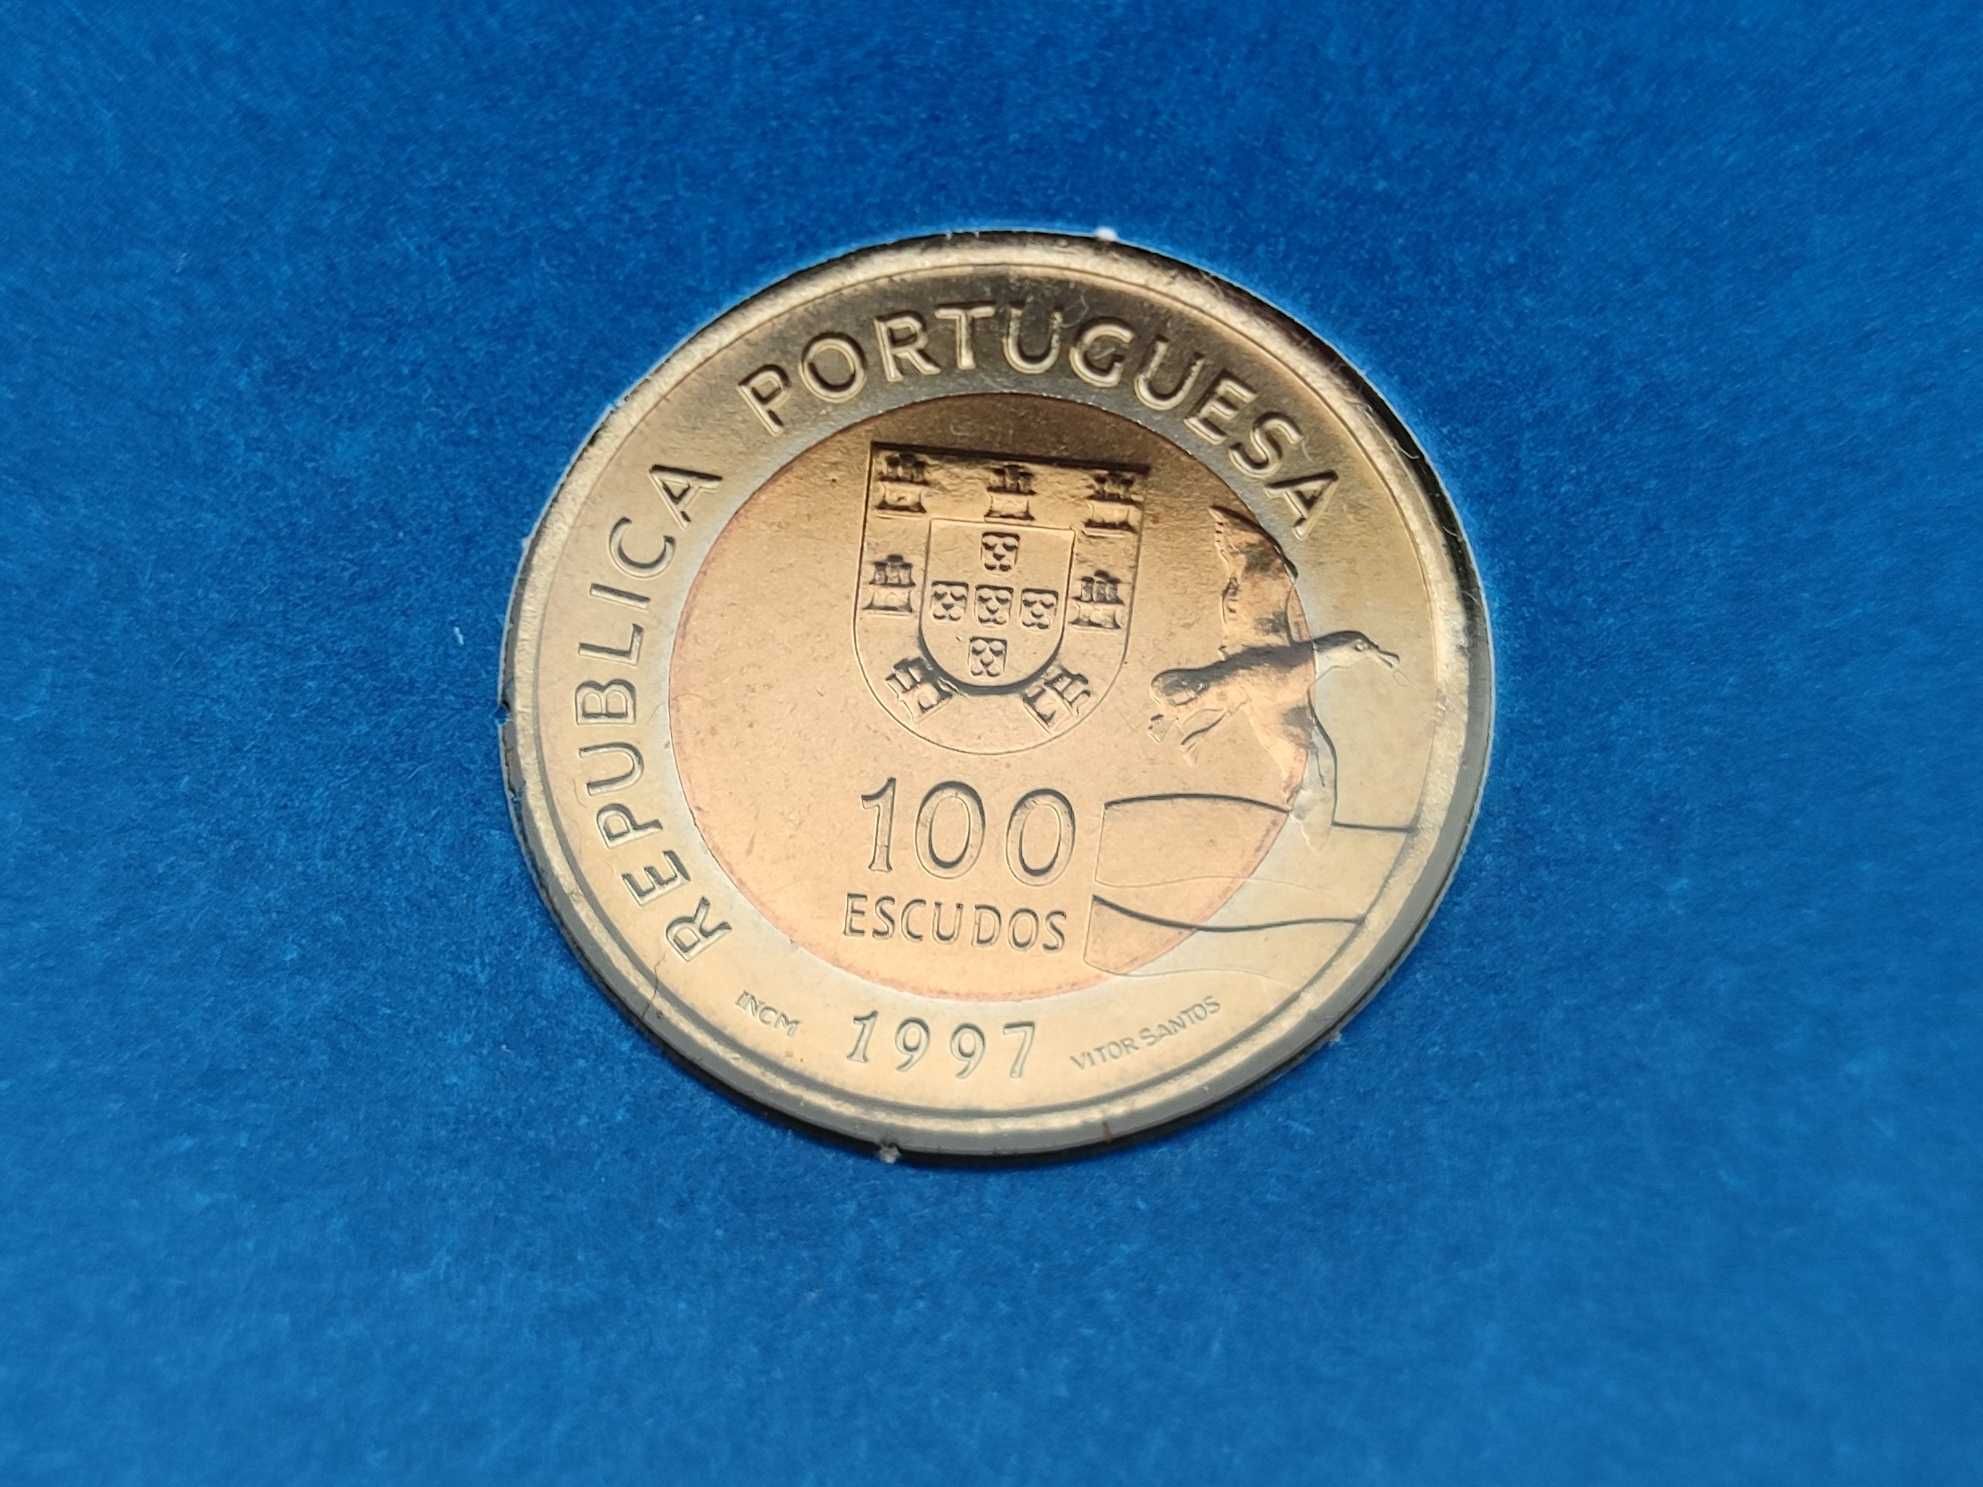 REPUBLICA PORTUGUESA
100
ESCUDOS
INCM 1997 VITOR SANTOS